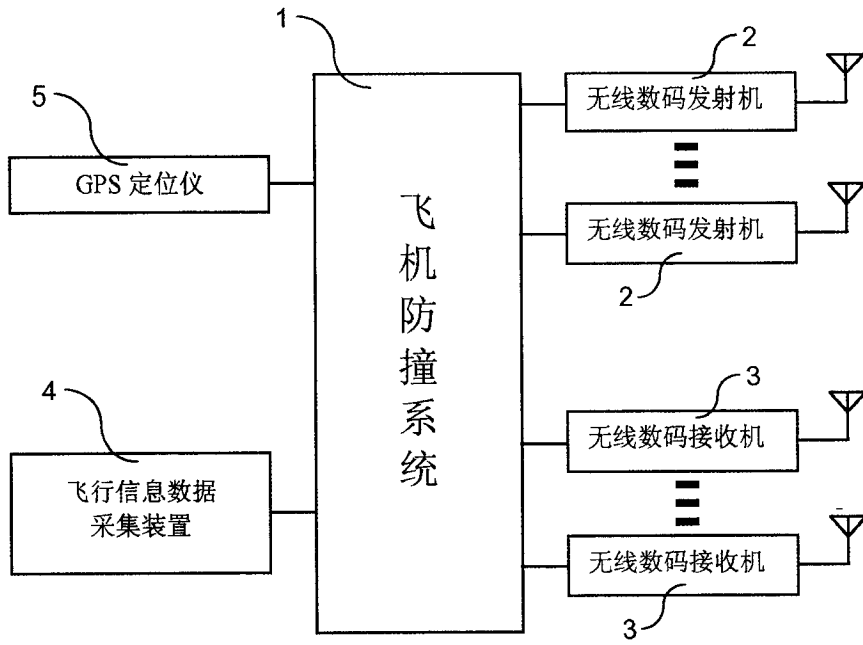 1
2
无线数码发射机
5
GPS 定位仪
无线数码发射机
2
飞机防撞系统
4
3
无线数码接收机
飞行信息数据
采集装置
无线数码接收机
3